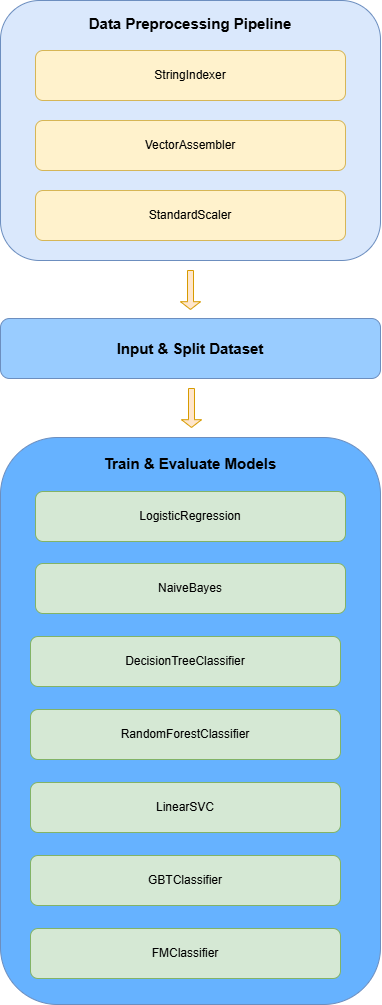 Data Preprocessing Pipeline
StringIndexer
VectorAssembler
StandardScaler
Input & Split Dataset
Train & Evaluate Models
LogisticRegression
NaiveBayes
DecisionTreeClassifier
RandomForestClassifier
LinearSVC
GBTClassifier
FMClassifier